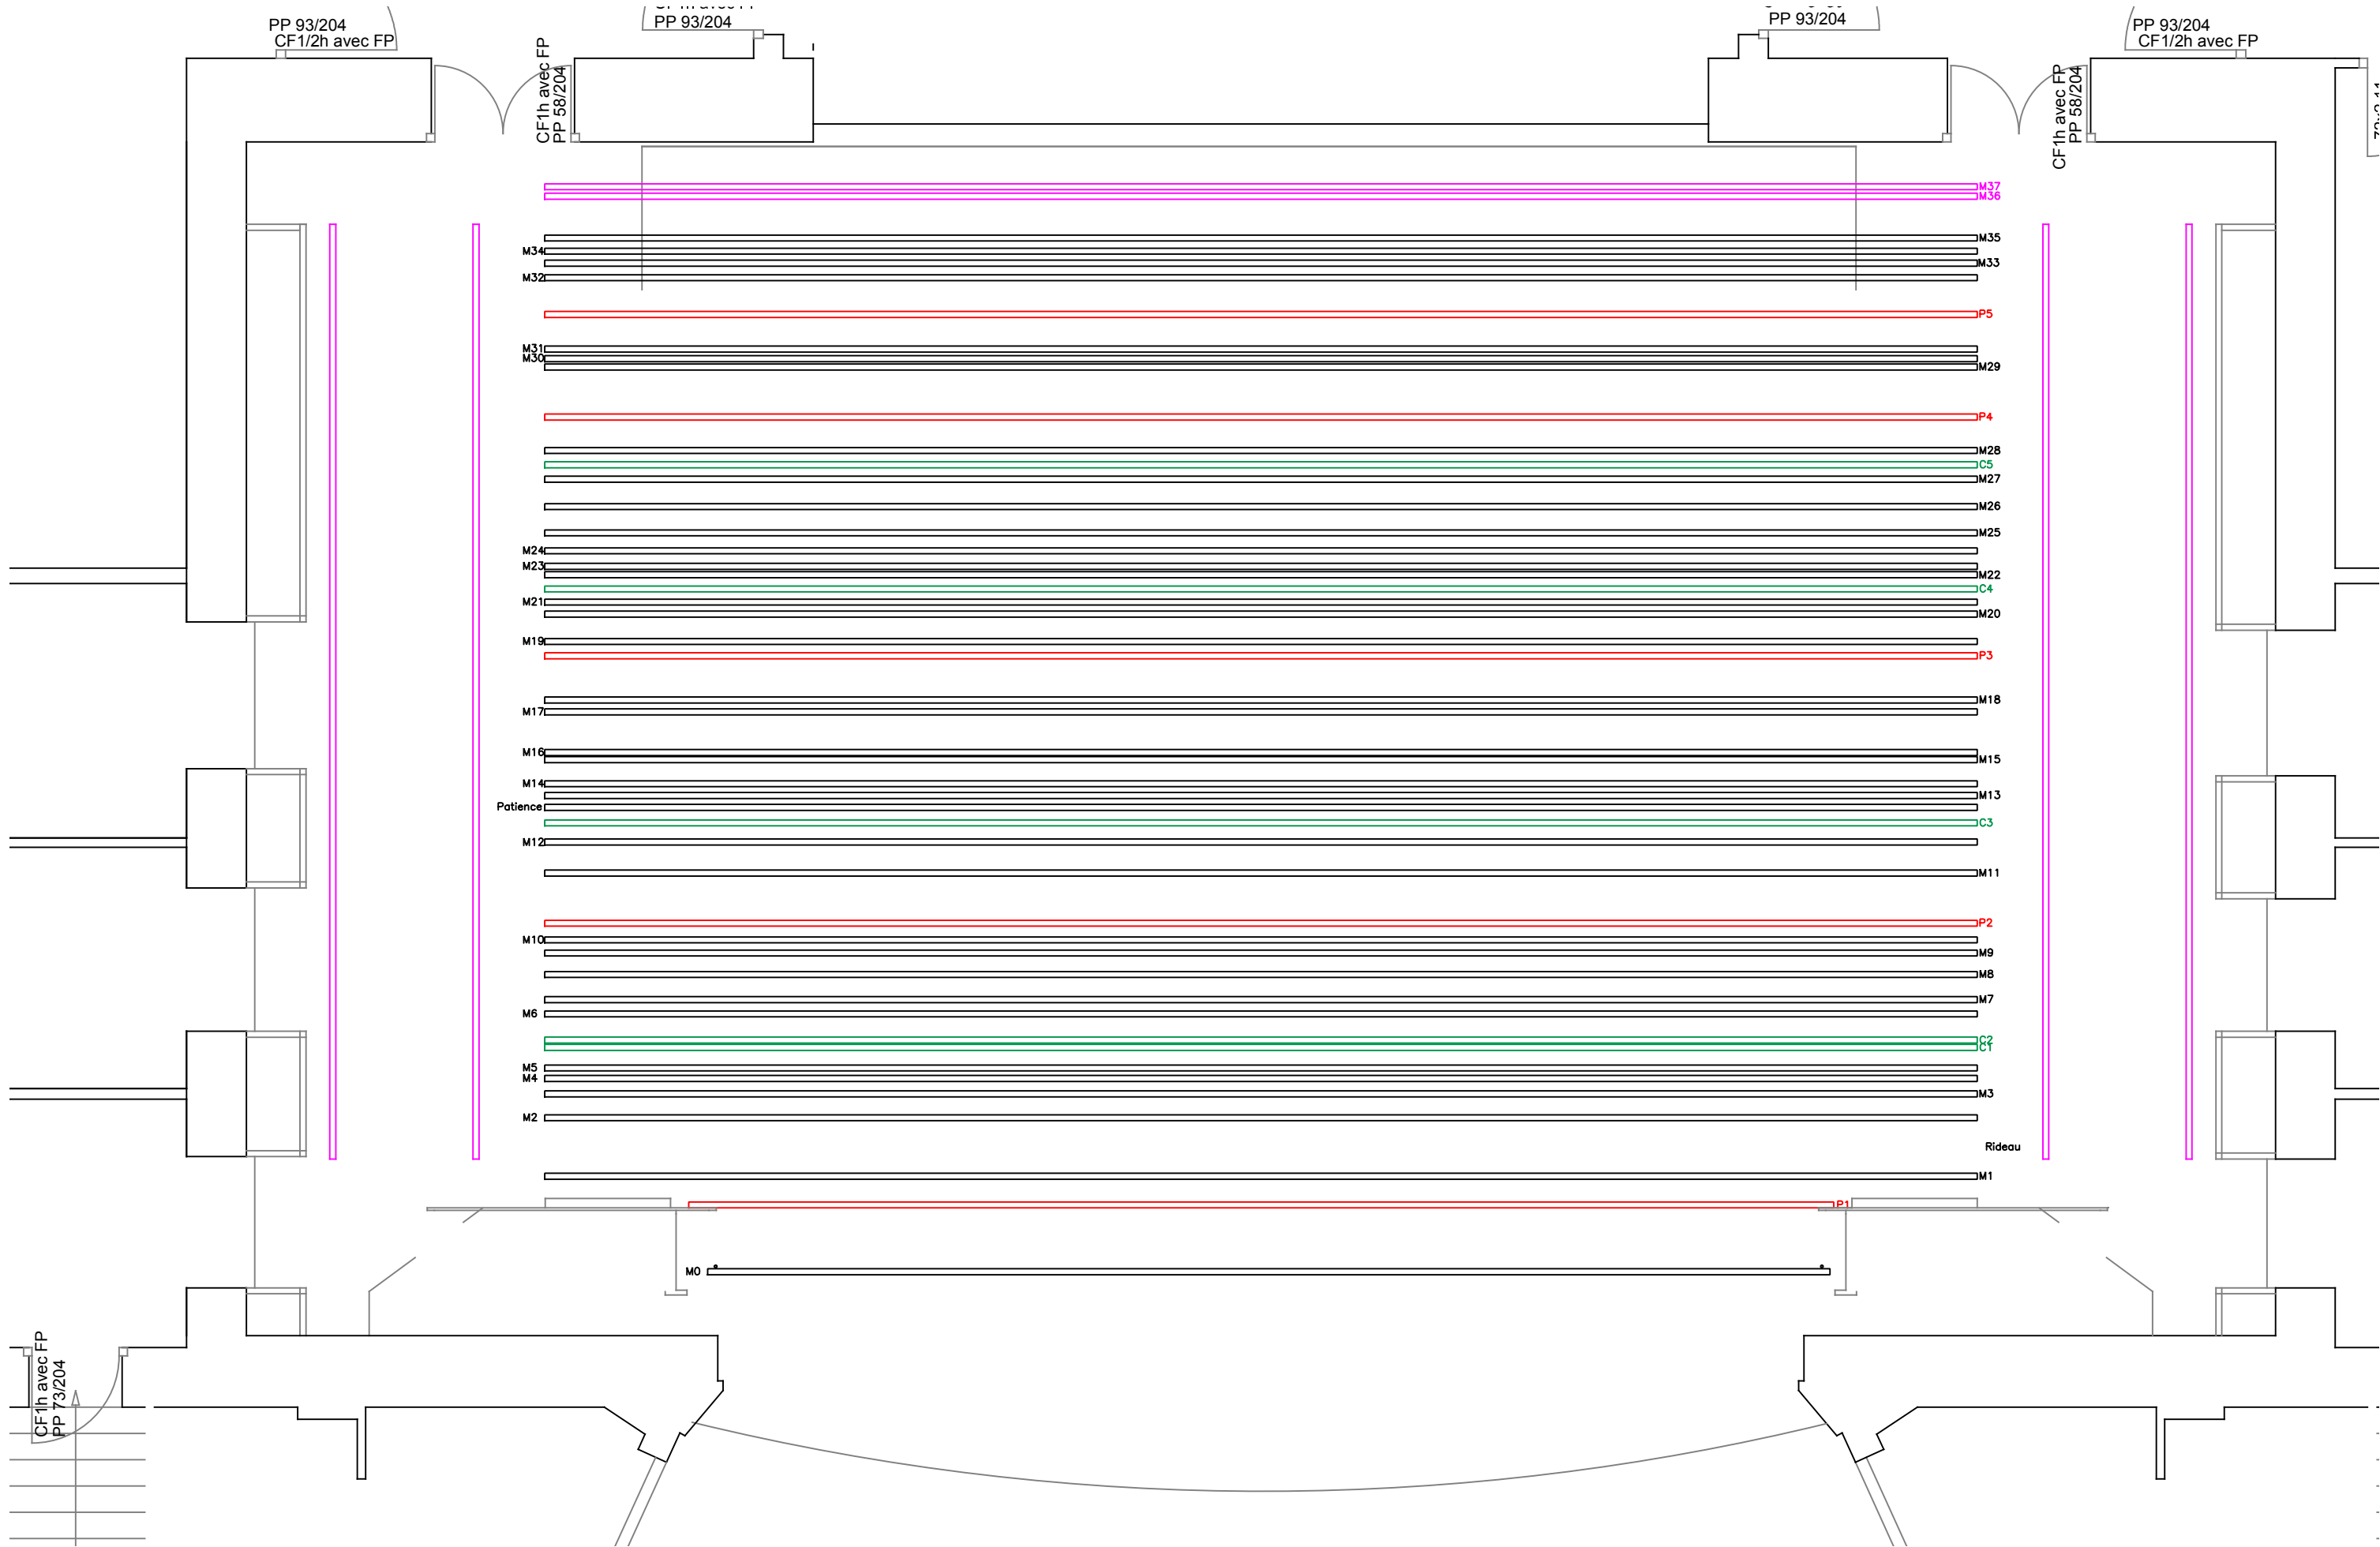 PP 93/204
CF1/2h avec FP
PP 93/204
PP 93/204
PP 93/204
CF1/2h avec FP
CF1h avec FP
PP 58/204
CF1h avec FP
PP 58/204
M37
M36
M35
M34
M33
M32
P5
M31
M30
M29
P4
M28
C5
M27
M26
M25
M24
M23
M22
C4
M21
M20
M19
P3
M18
M17
M16
M15
M14
M13
Patience
C3
M12
M11
P2
M10
M9
M8
M7
M6
C2
C1
M5
M4
M3
M2
Rideau
M1
P1
M0
CF1h avec FP
PP 73/204